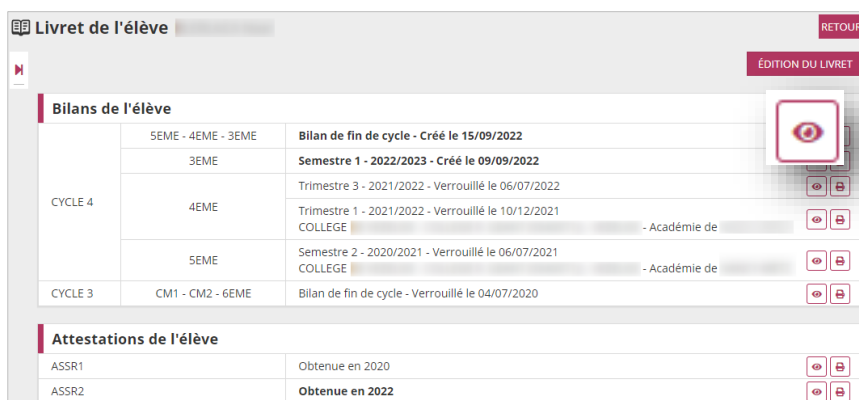 Livret de l'élève
RETOUR
ÉDITION DU LIVRET
Bilans de l'élève
CYCLE 4
5EME - 4EME - 3EME
Bilan de fin de cycle - Créé le 15/09/2022
3EME
Semestre 1 - 2022/2023 - Créé le 09/09/2022
4EME
Trimestre 3 - 2021/2022 - Verrouillé le 06/07/2022
Trimestre 1 - 2021/2022 - Verrouillé le 10/12/2021
COLLEGE - Académie de
5EME
Semestre 2 - 2020/2021 - Verrouillé le 06/07/2021
COLLEGE - Académie de
CYCLE 3
CM1 - CM2 - 6EME
Bilan de fin de cycle - Verrouillé le 04/07/2020
Attestations de l'élève
ASSR1
Obtenue en 2020
ASSR2
Obtenue en 2022